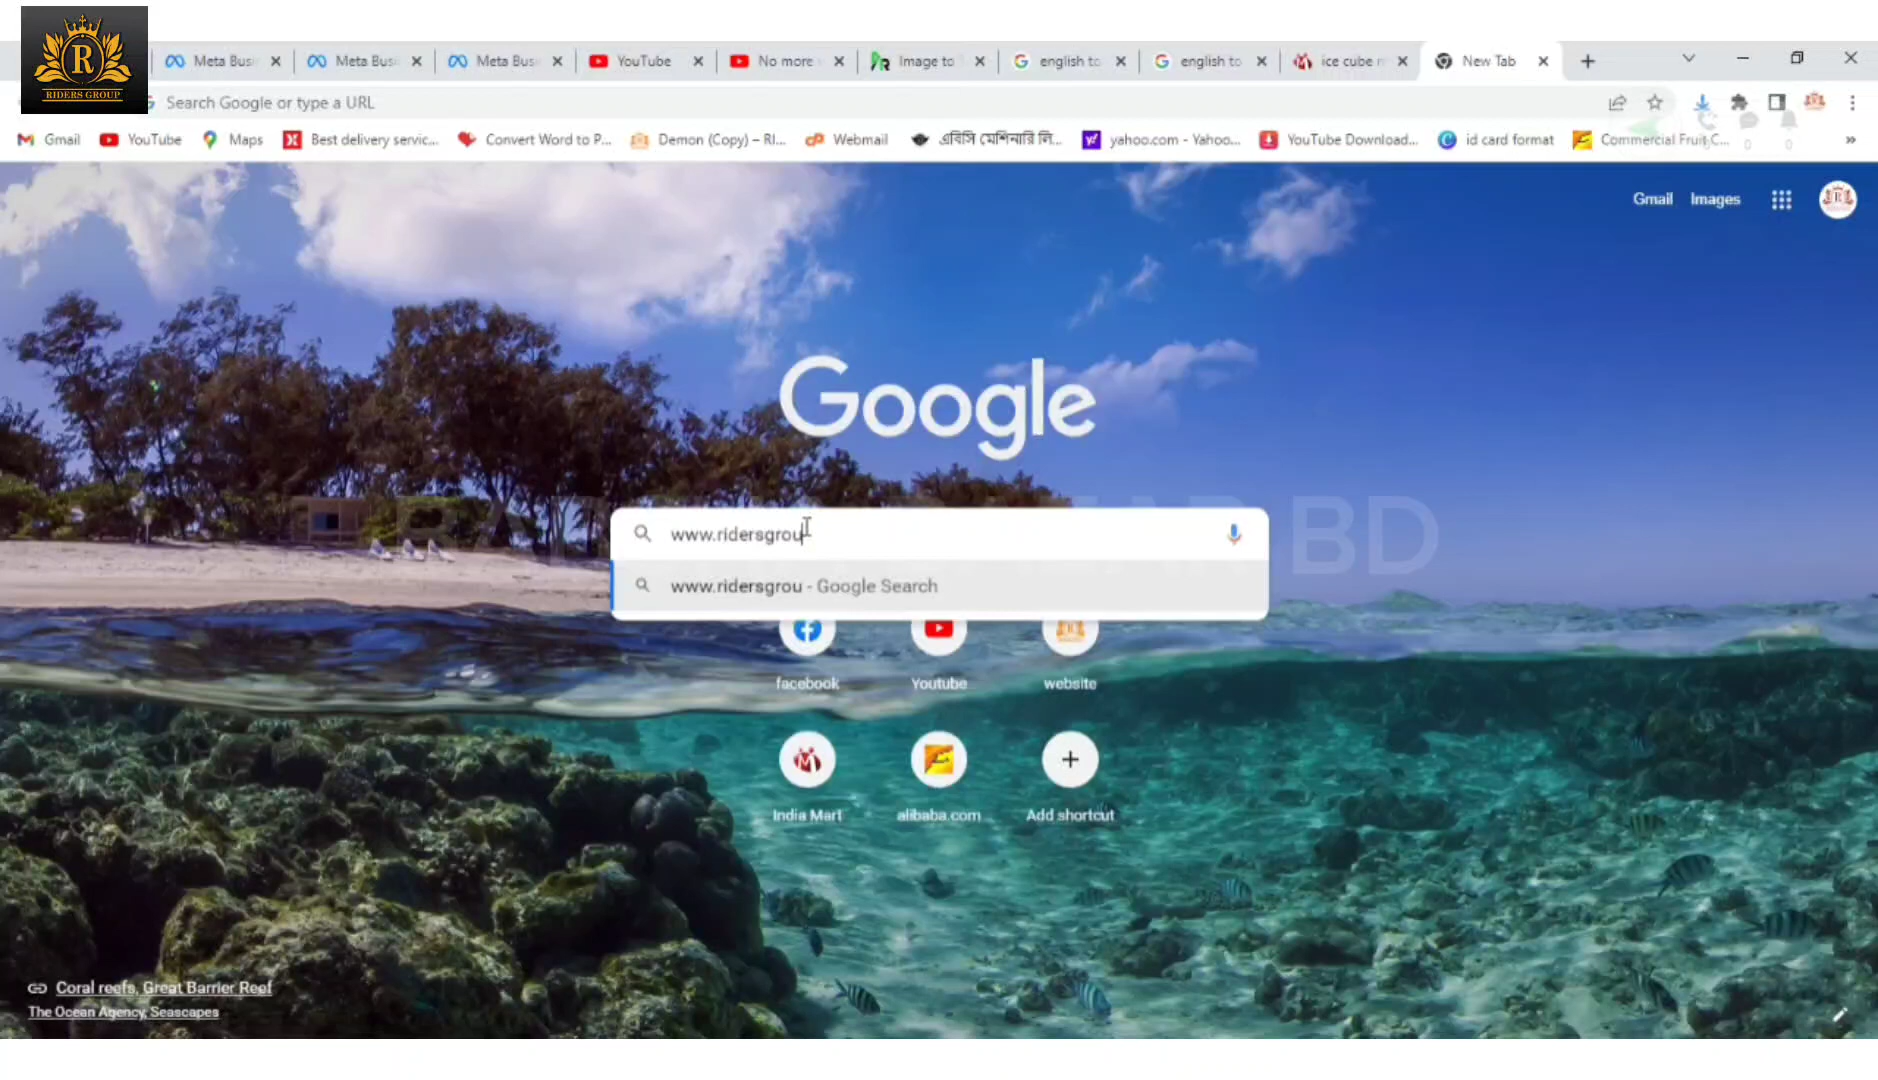 R
RIDERS GROUP
Meta Busi
Meta Busi
Meta Busi
YouTube
No more
Image to
english to
english to
ice cube m
New Tab
Search Google or type a URL
Gmail
YouTube
Maps
Best delivery servic...
Convert Word to P...
Demon (Copy) – RI...
Webmail
এবিসি মেশিনারি লি...
yahoo.com - Yahoo...
YouTube Download...
id card format
Commercial Fruit C...
Gmail Images
Google
BD
www.ridersgrou
www.ridersgrou - Google Search
facebook
Youtube
website
India Mart
alibaba.com
Add shortcut
Coral reefs, Great Barrier Reef
The Ocean Agency, Seascapes